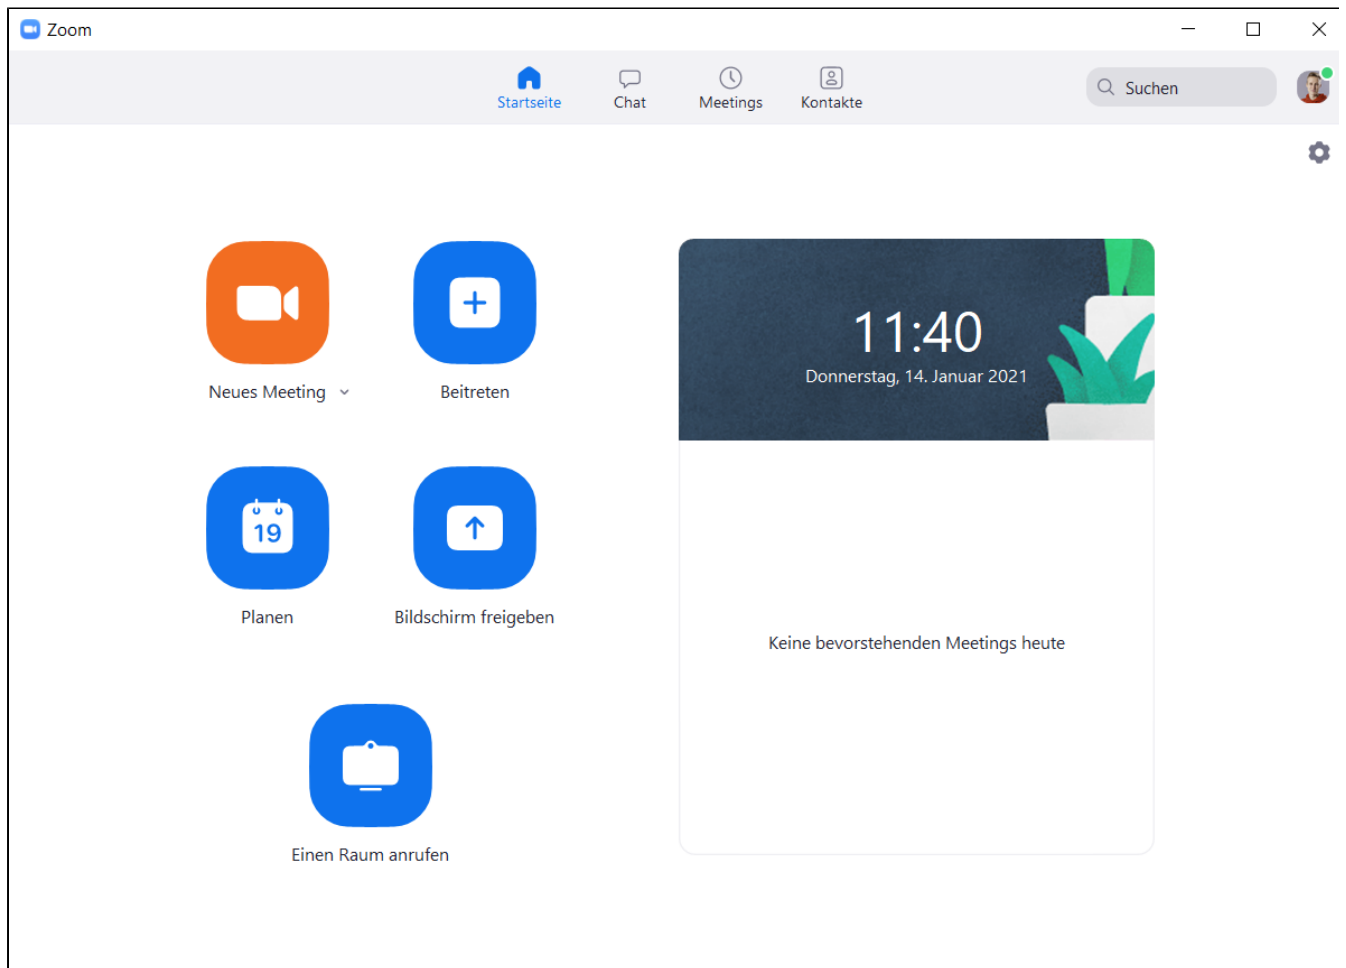 Zoom
Startseite
Chat
Meetings
Kontakte
Suchen
Neues Meeting
Beitreten
11:40
Donnerstag, 14. Januar 2021
19
Planen
Bildschirm freigeben
Keine bevorstehenden Meetings heute
Einen Raum anrufen